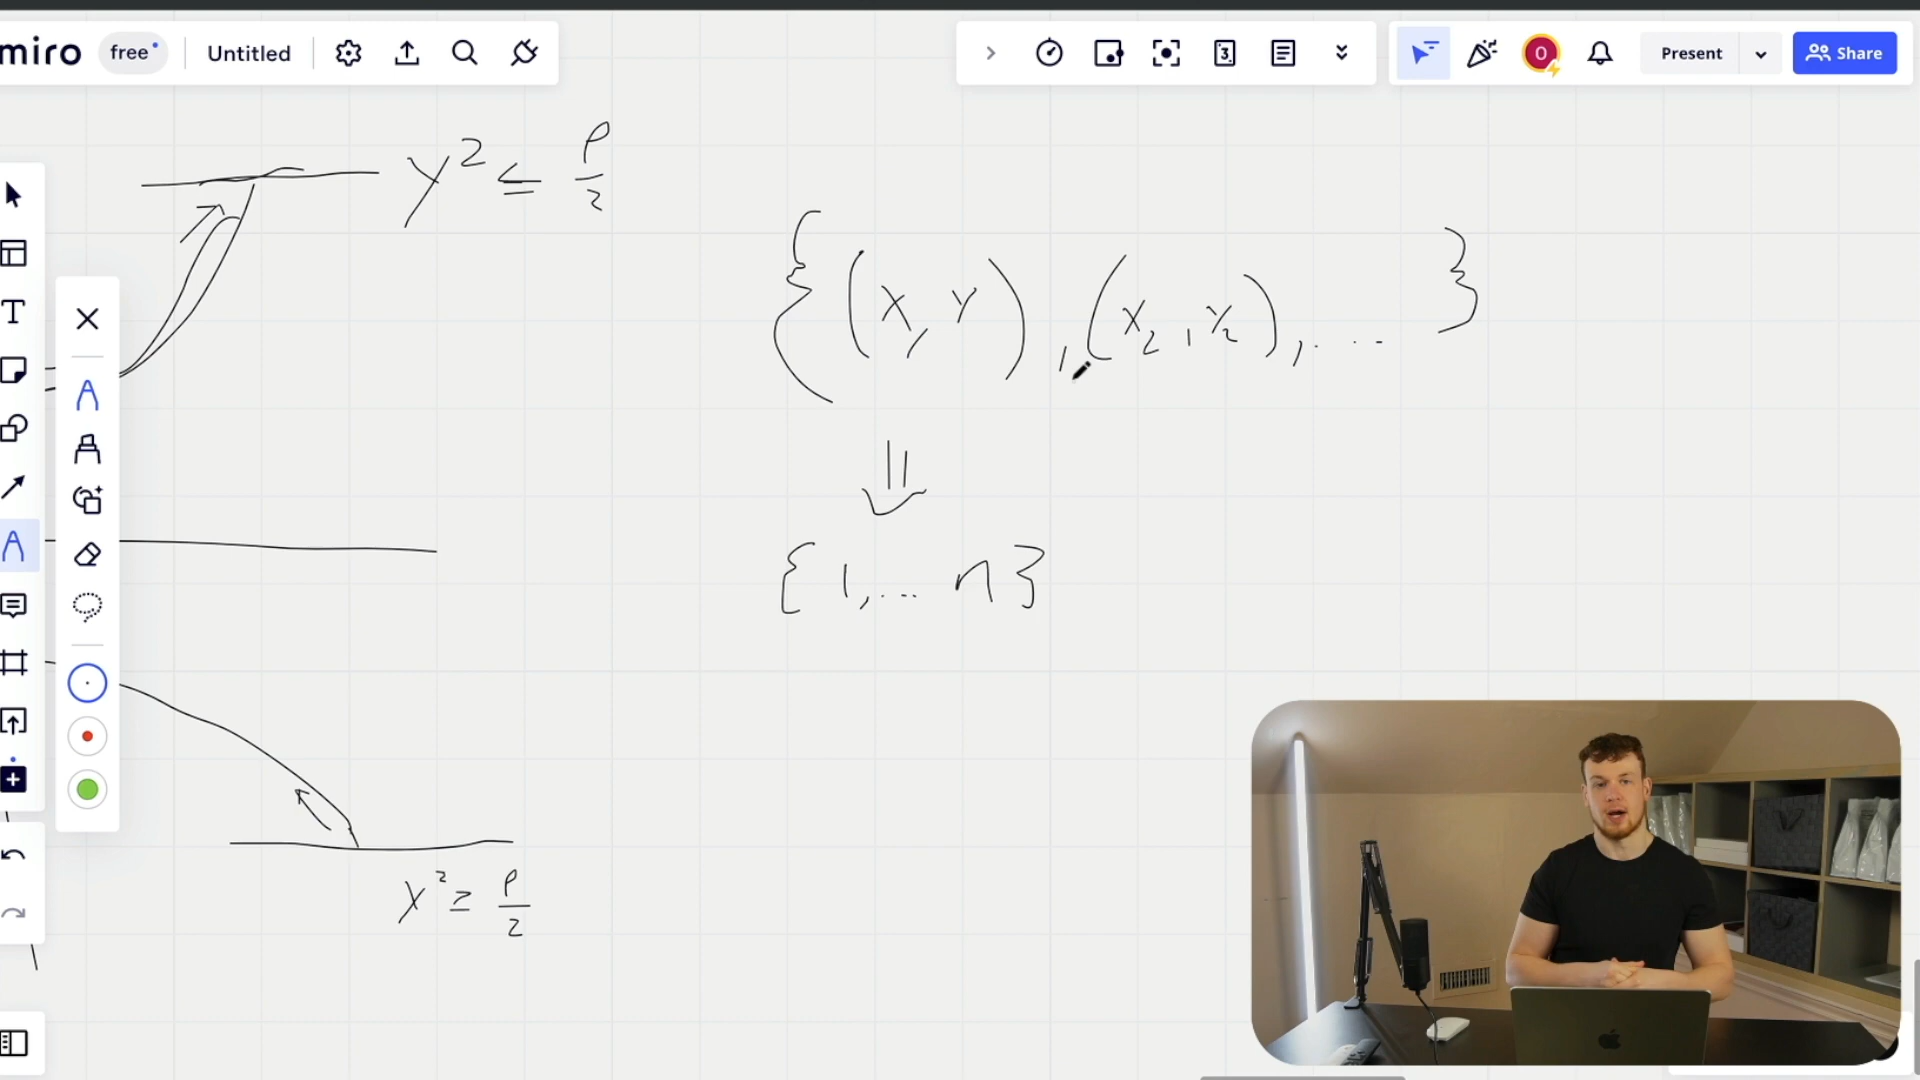 miro free Untitled
Present Share
y² ≤ P/2
{(x, y), (x₂, y₂), ....}
⇓
{1,... n}
x² ≥ P/2